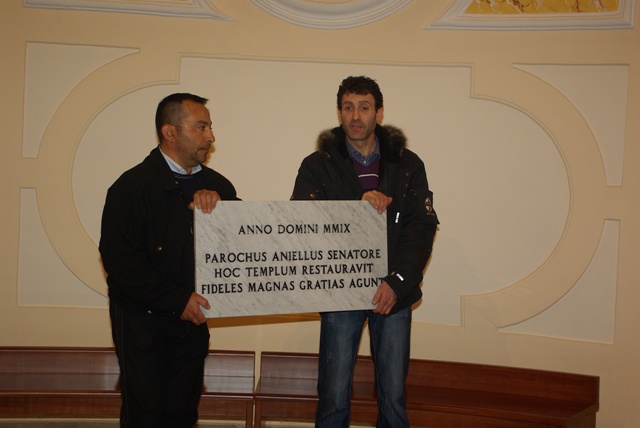 ANNO DOMINI MMIX
PAROCHUS ANIELLUS SENATORE
HOC TEMPLUM RESTAURAVIT
FIDELES MAGNAS GRATIAS AGUNT